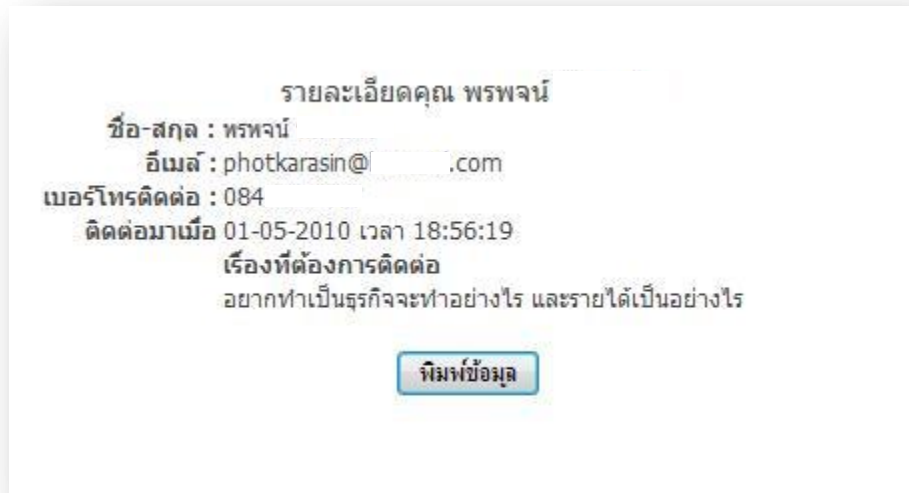 รายละเอียดคุณ พรพจน์
ชื่อ-สกุล : พรพจน์
อีเมล์ : photkarasin@ .com
เบอร์โทรติดต่อ : 084
ติดต่อมาเมื่อ 01-05-2010 เวลา 18:56:19
เรื่องที่ต้องการติดต่อ
อยากทำเป็นธุรกิจจะทำอย่างไร และรายได้เป็นอย่างไร
พิมพ์ข้อมูล